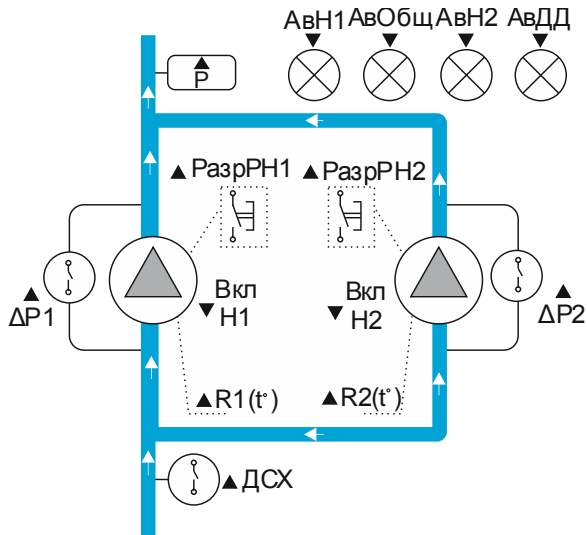 АвН1 АвОбщ АвН2 АвДД
P
РазрРН1 РазрРН2
Вкл
Н1
Вкл
Н2
ΔP1
ΔP2
R1(t°)
R2(t°)
ДСХ